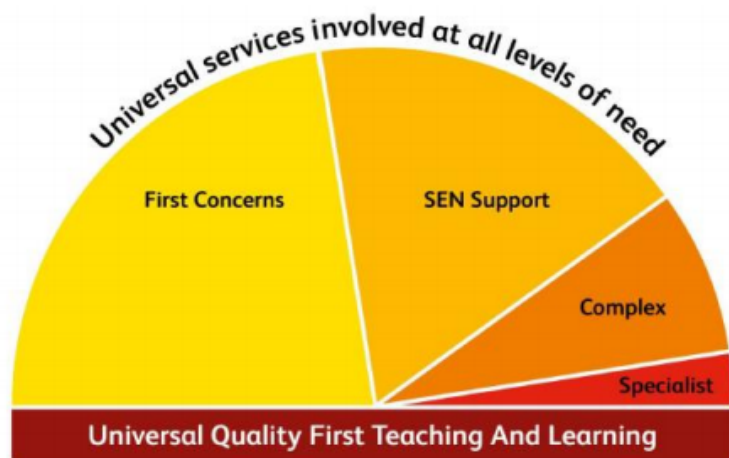 Universal services involved at all levels of need
First Concerns
SEN Support
Complex
Specialist
Universal Quality First Teaching And Learning